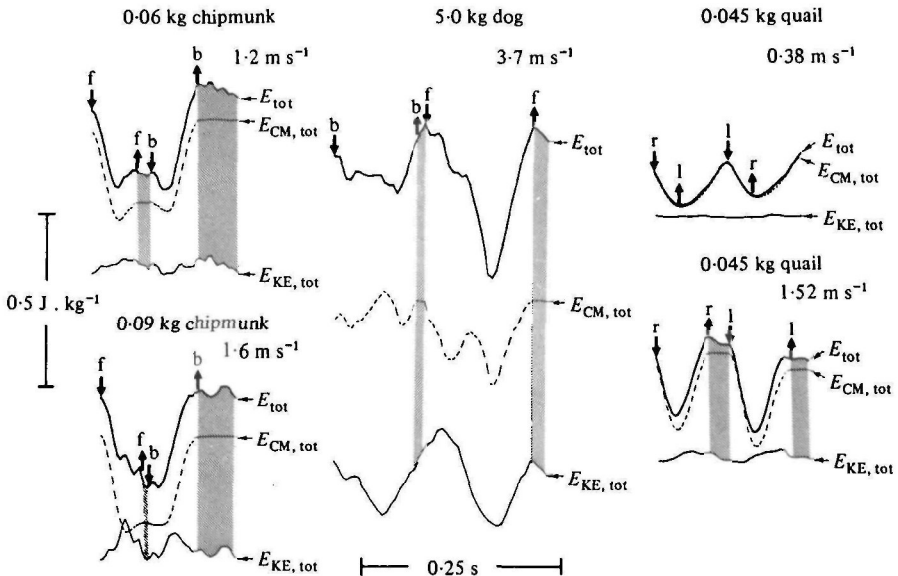 0·06 kg chipmunk
1·2 m s⁻¹
f
f
b
b
E_tot
E_CM, tot
E_KE, tot
0·5 J . kg⁻¹
0·09 kg chipmunk
1·6 m s⁻¹
f
f
b
b
E_tot
E_CM, tot
E_KE, tot
5·0 kg dog
3·7 m s⁻¹
b
b
f
f
E_tot
E_CM, tot
E_KE, tot
0·25 s
0·045 kg quail
0·38 m s⁻¹
r
l
l
r
E_tot
E_CM, tot
E_KE, tot
0·045 kg quail
1·52 m s⁻¹
r
r
l
l
E_tot
E_CM, tot
E_KE, tot